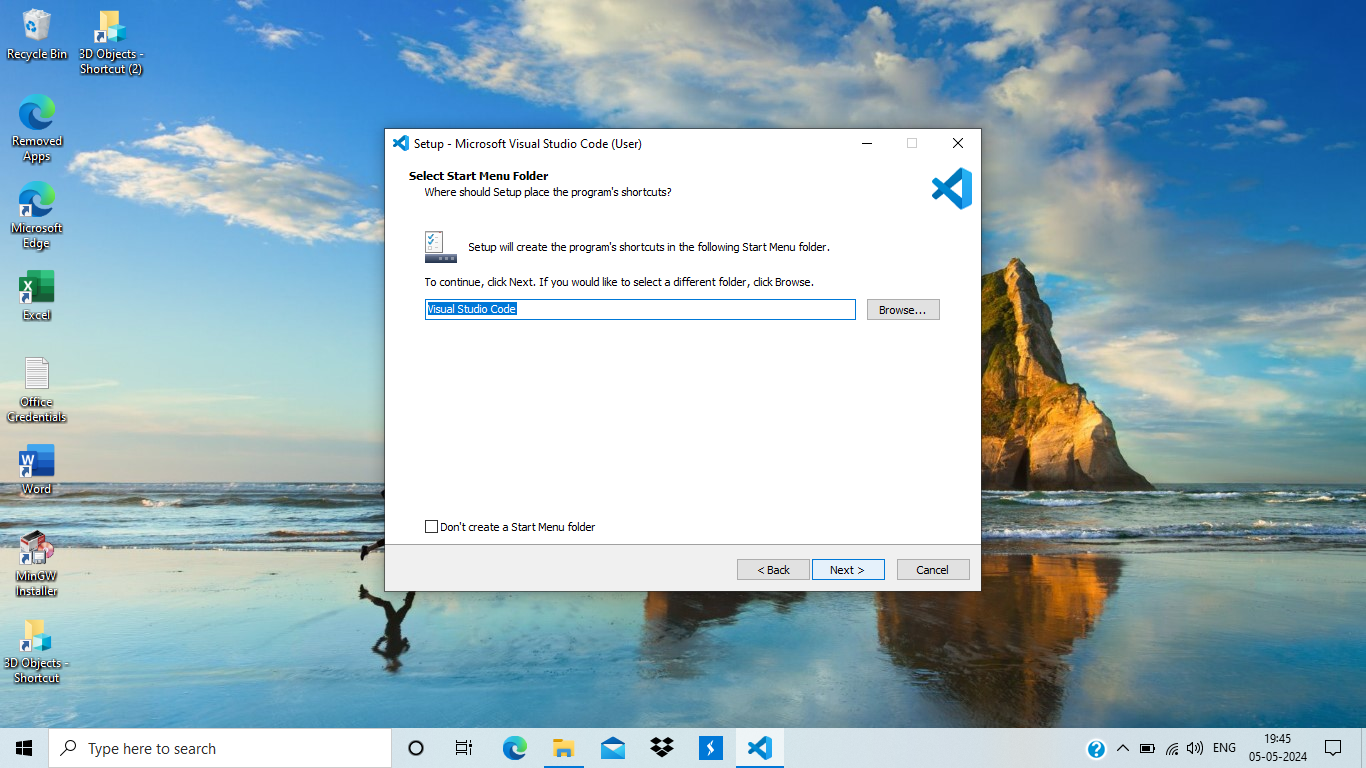 Recycle Bin
3D Objects -
Shortcut (2)
Removed
Apps
Microsoft
Edge
Excel
Office
Credentials
Word
MinGW
Installer
3D Objects -
Shortcut
Setup - Microsoft Visual Studio Code (User)
Select Start Menu Folder
Where should Setup place the program's shortcuts?
Setup will create the program's shortcuts in the following Start Menu folder.
To continue, click Next. If you would like to select a different folder, click Browse.
Visual Studio Code
Browse...
Don't create a Start Menu folder
< Back
Next >
Cancel
Type here to search
ENG
19:45
05-05-2024